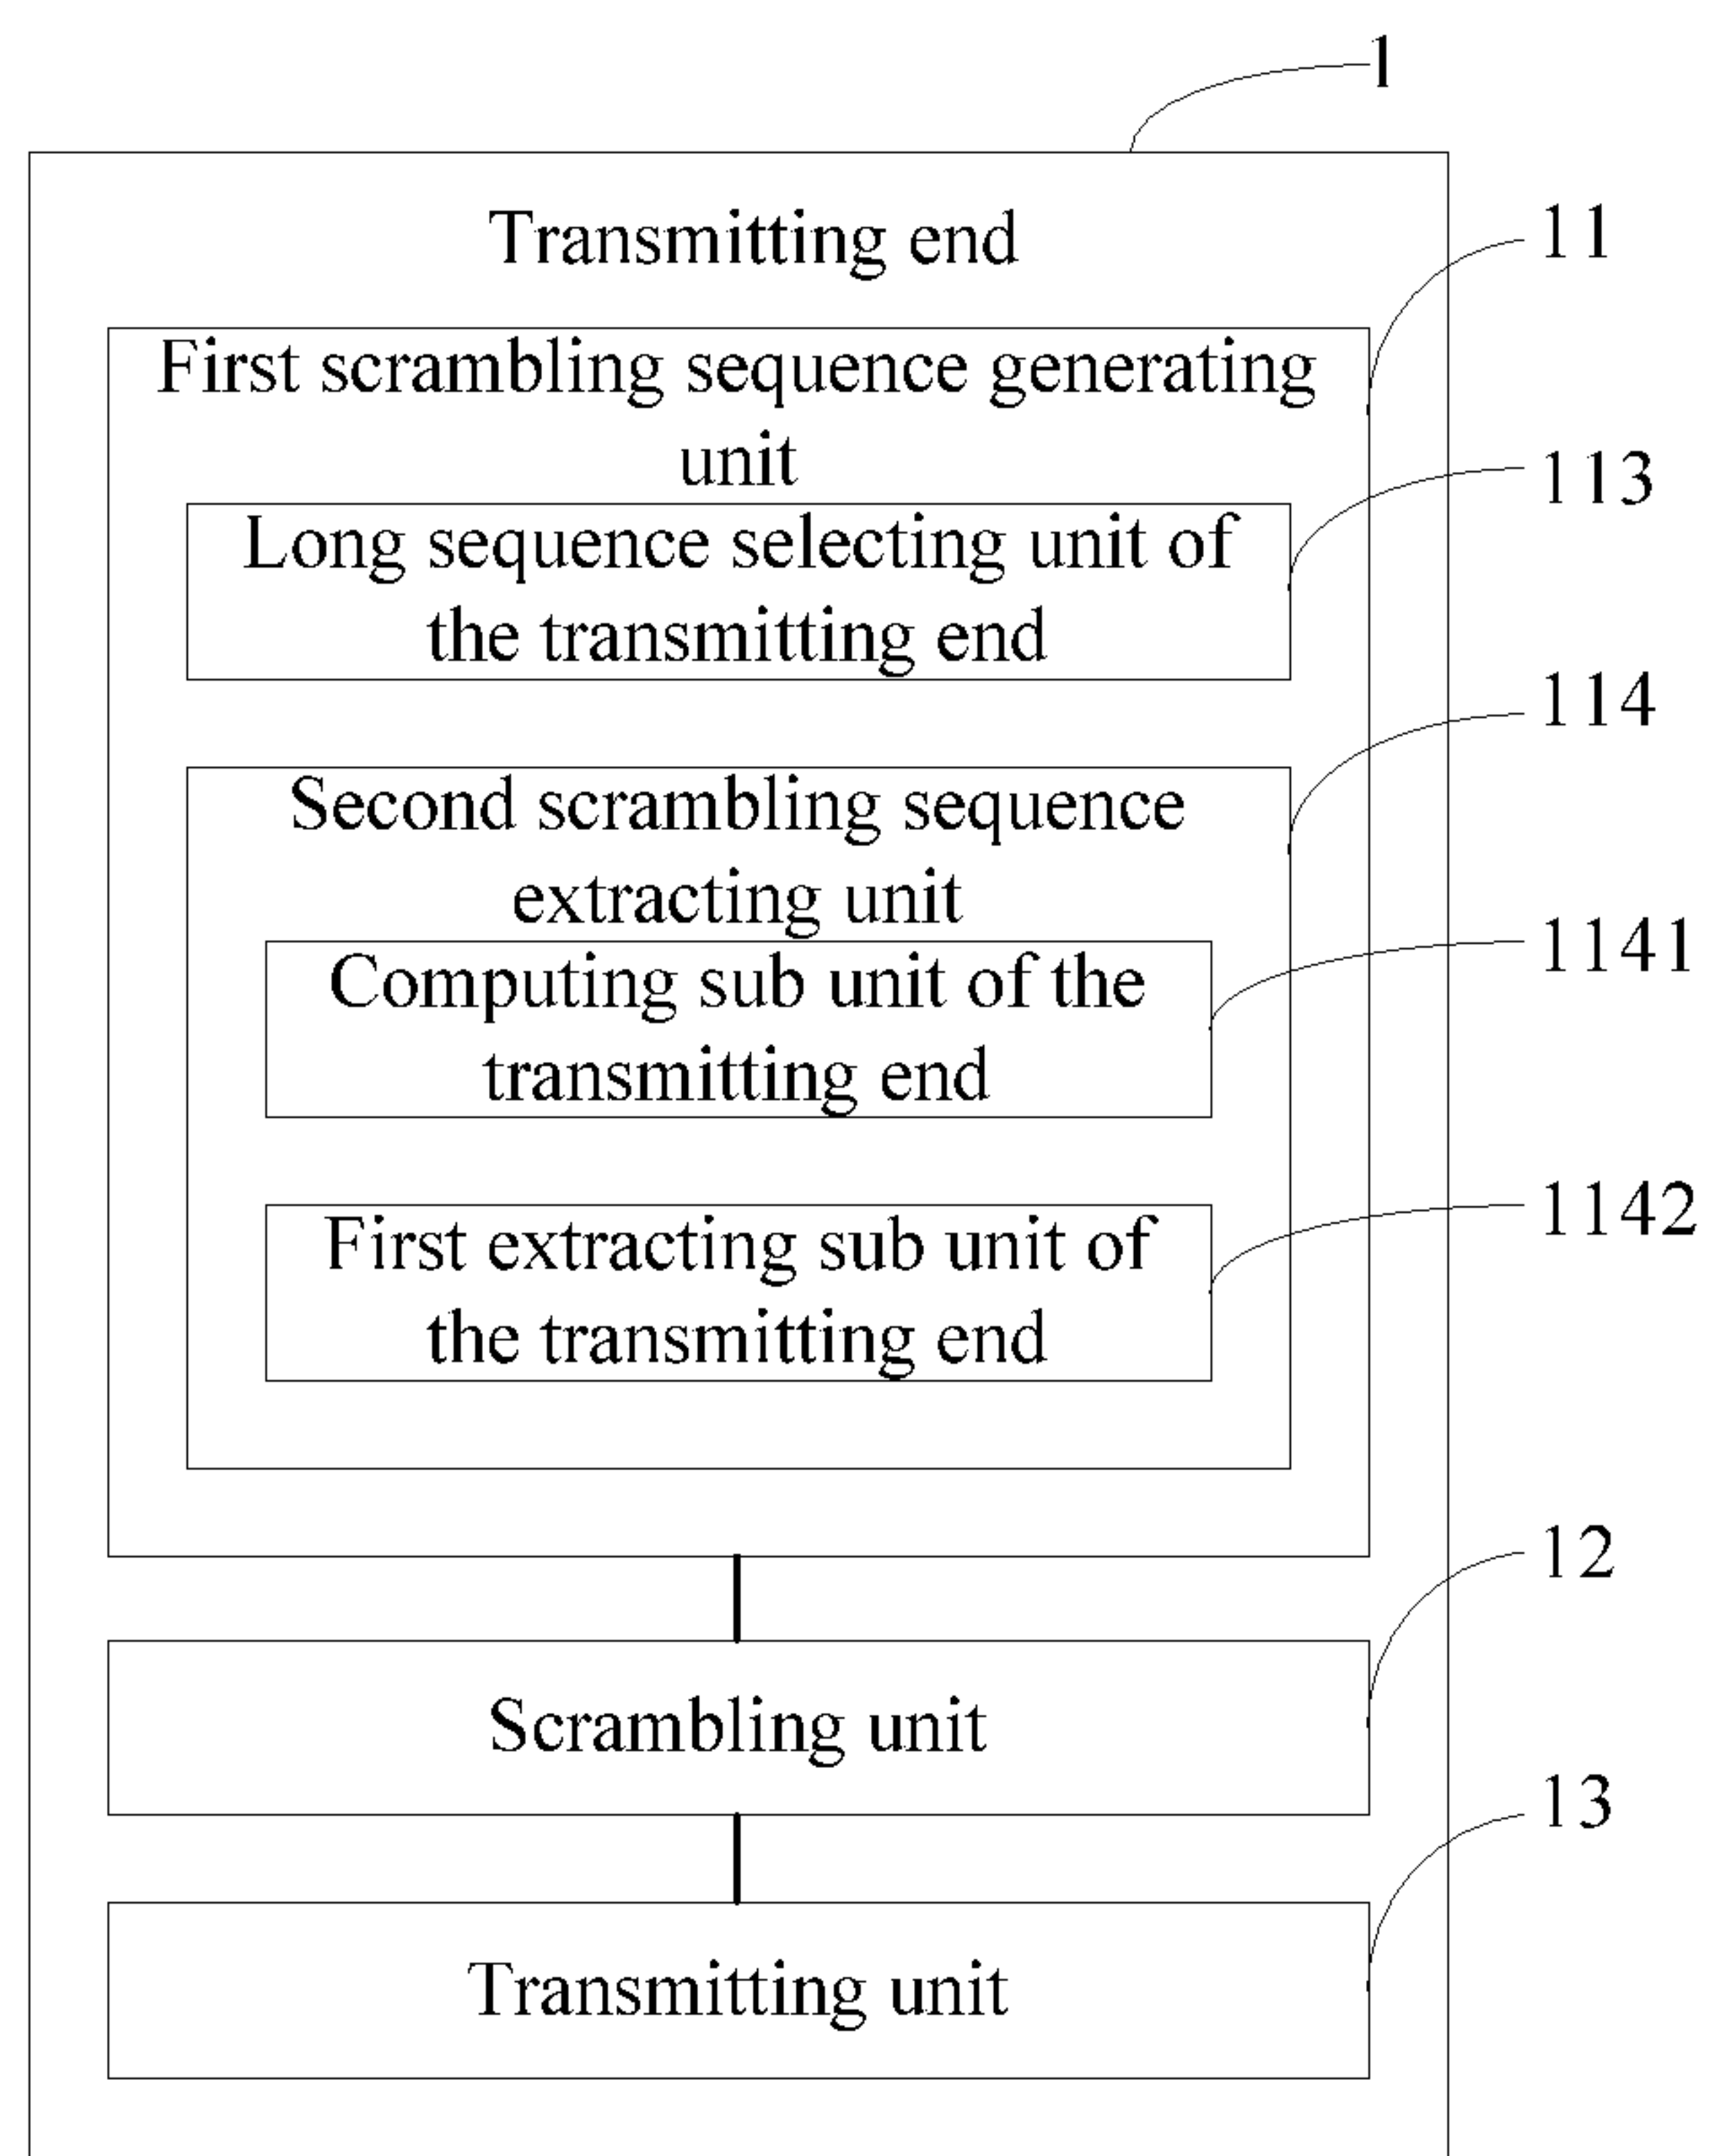 1
Transmitting end
11
First scrambling sequence generating
unit
113
Long sequence selecting unit of
the transmitting end
114
Second scrambling sequence
extracting unit
1141
Computing sub unit of the
transmitting end
1142
First extracting sub unit of
the transmitting end
12
Scrambling unit
13
Transmitting unit